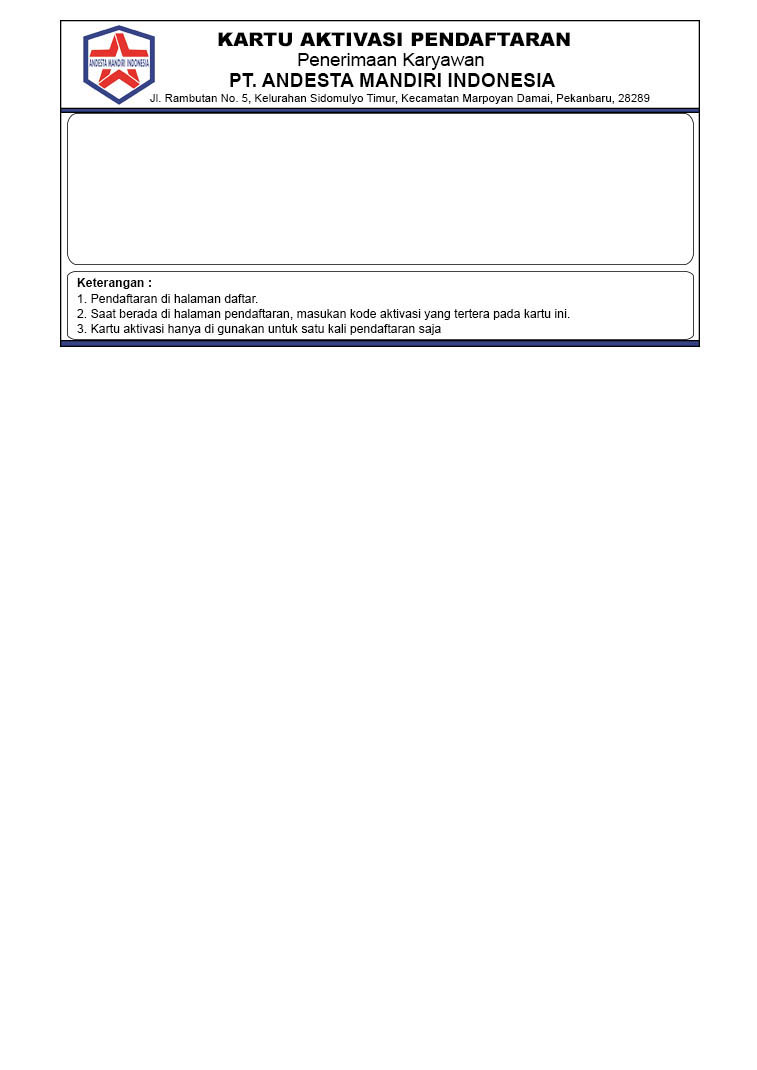 KARTU AKTIVASI PENDAFTARAN
Penerimaan Karyawan
PT. ANDESTA MANDIRI INDONESIA
ANDESTA MANDIRI INDONESIA
Jl. Rambutan No. 5, Kelurahan Sidomulyo Timur, Kecamatan Marpoyan Damai, Pekanbaru, 28289
Keterangan :
1. Pendaftaran di halaman daftar.
2. Saat berada di halaman pendaftaran, masukan kode aktivasi yang tertera pada kartu ini.
3. Kartu aktivasi hanya di gunakan untuk satu kali pendaftaran saja